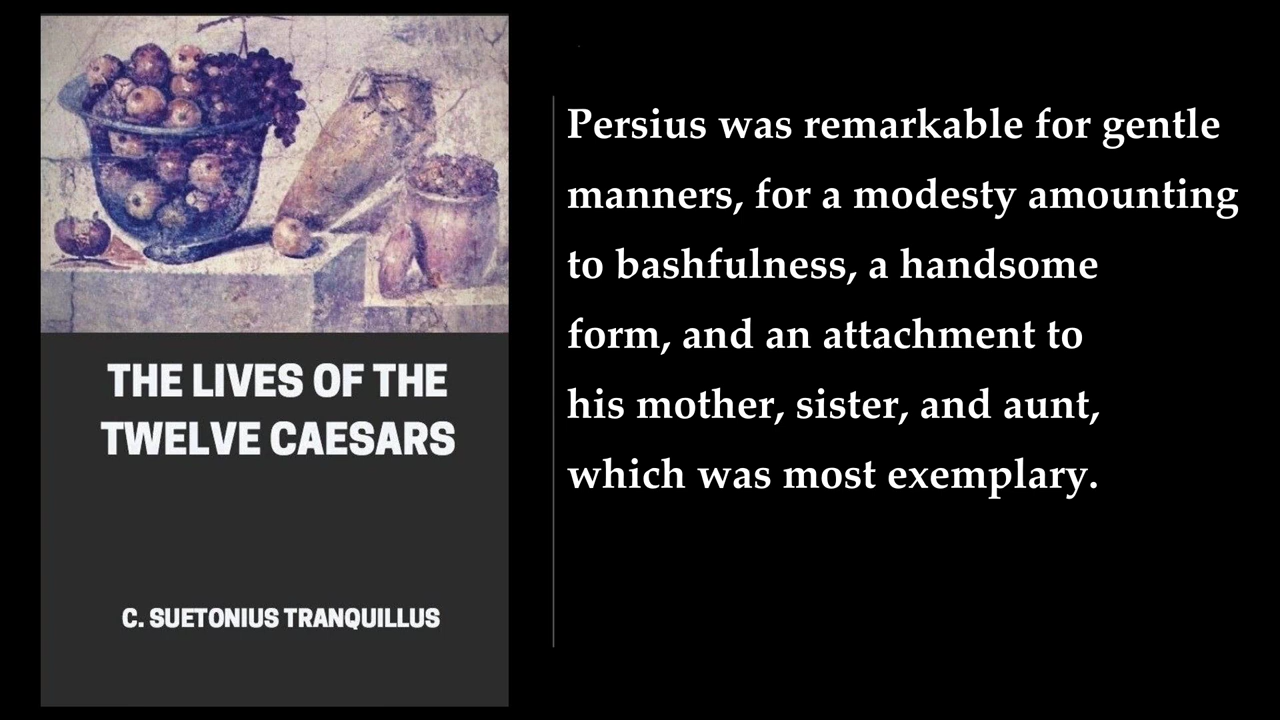 THE LIVES OF THE
TWELVE CAESARS
C. SUETONIUS TRANQUILLUS
Persius was remarkable for gentle
manners, for a modesty amounting
to bashfulness, a handsome
form, and an attachment to
his mother, sister, and aunt,
which was most exemplary.